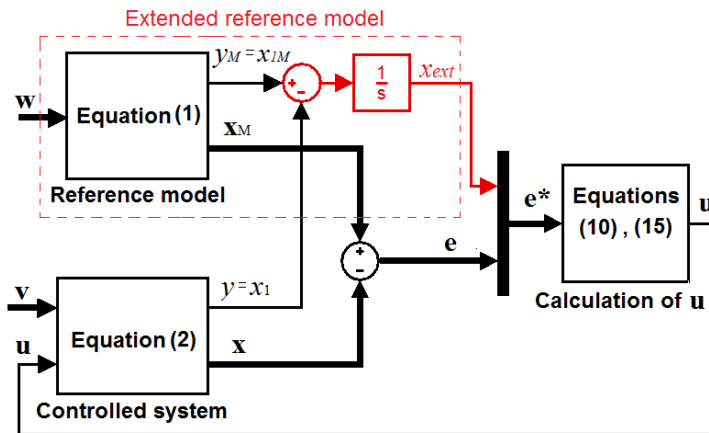 Extended reference model
y_M = x_1M
1/s
x_ext
w
Equation (1)
x_M
Reference model
+
-
e*
Equations
(10) , (15)
u
+
-
e
Calculation of u
v
y = x_1
u
Equation (2)
x
Controlled system